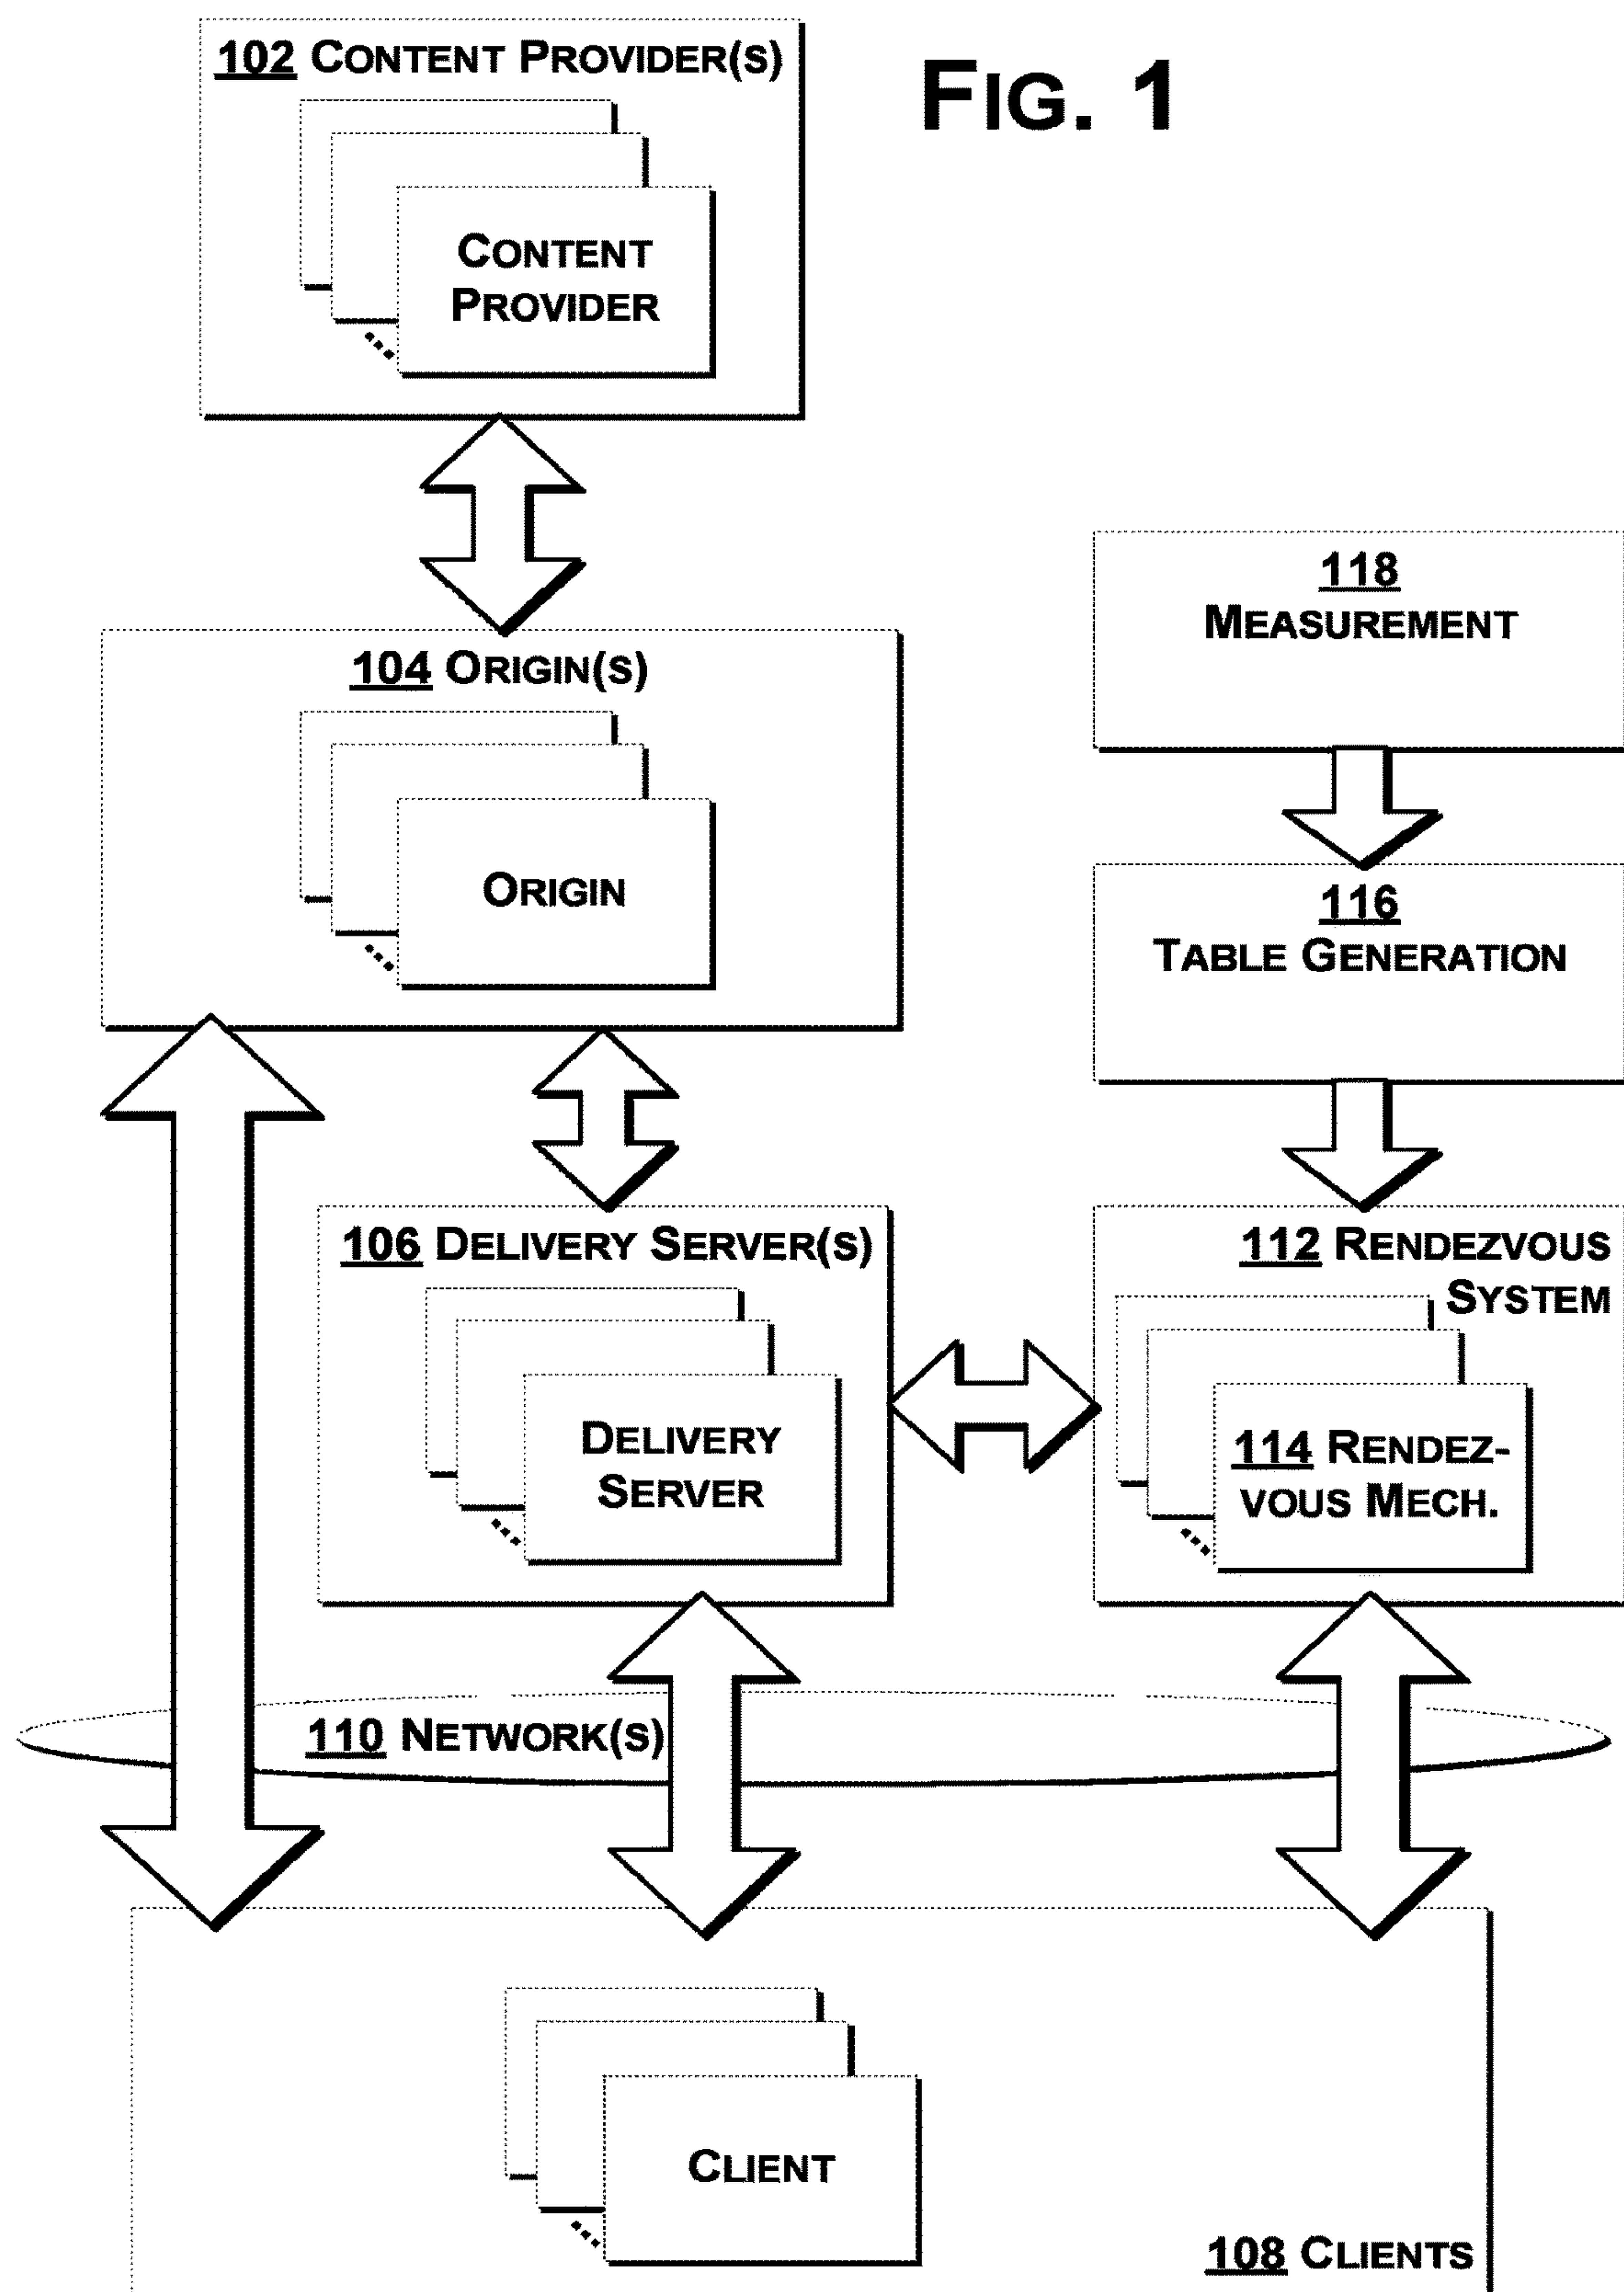 FIG. 1
102 CONTENT PROVIDER(S)
CONTENT
PROVIDER
104 ORIGIN(S)
ORIGIN
118
MEASUREMENT
116
TABLE GENERATION
106 DELIVERY SERVER(S)
DELIVERY
SERVER
112 RENDEZVOUS
SYSTEM
114 RENDEZ-
VOUS MECH.
110 NETWORK(S)
CLIENT
108 CLIENTS